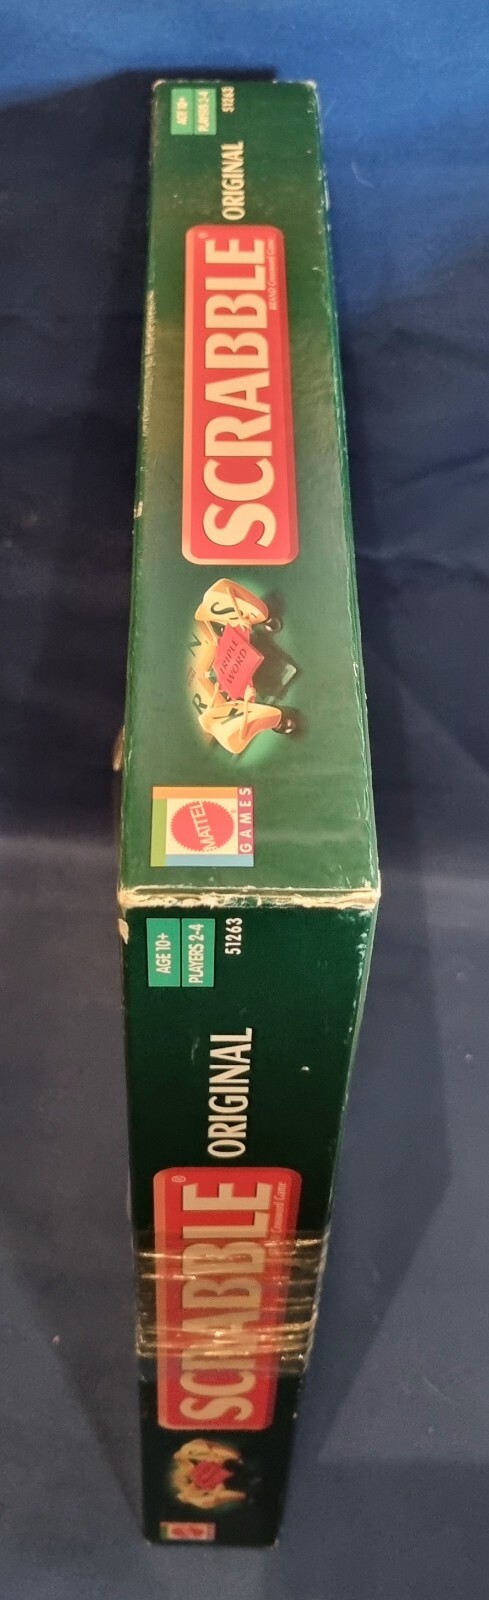 AGE 10+
PLAYERS 2-4
51263
ORIGINAL
SCRABBLE®
BRAND Crossword Game
S
N
R
TRIPLE
WORD
MATTEL
GAMES
AGE 10+
PLAYERS 2-4
51263
ORIGINAL
SCRABBLE®
Crossword Game